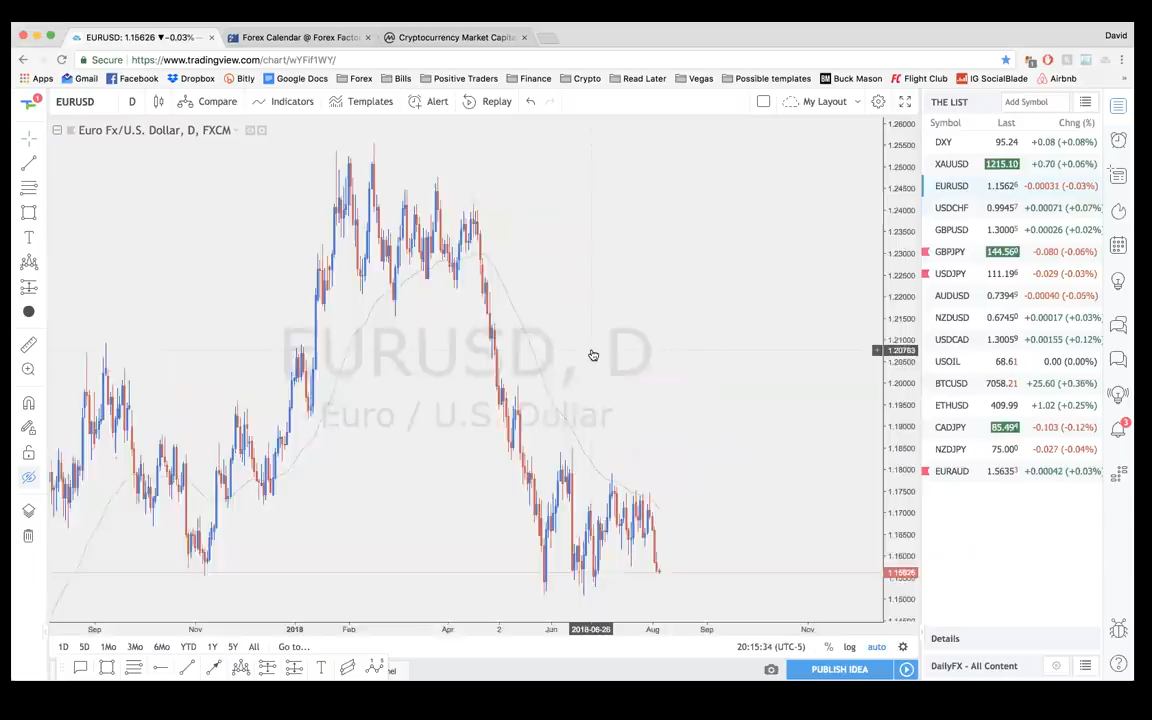 EURUSD: 1.15626 ▼−0.03%
Forex Calendar @ Forex Facto
Cryptocurrency Market Capita
David
Secure https://www.tradingview.com/chart/wYFif1WY/
Apps Gmail Facebook Dropbox Bitly Google Docs Forex Bills Positive Traders Finance Crypto Read Later Vegas Possible templates Buck Mason Flight Club IG SocialBlade Airbnb
EURUSD D Compare Indicators Templates Alert Replay My Layout
Euro Fx/U.S. Dollar, D, FXCM
EURUSD, D
Euro / U.S. Dollar
1.26000
1.25500
1.25000
1.24500
1.24000
1.23500
1.23000
1.22500
1.22000
1.21500
1.21000
1.20783
1.20500
1.20000
1.19500
1.19000
1.18500
1.18000
1.17500
1.17000
1.16500
1.16000
1.15626
1.15000
Sep Nov 2018 Feb Apr 2 Jun 2018-06-26 Aug Sep Nov
1D 5D 1Mo 3Mo 6Mo YTD 1Y 5Y All Go to... 20:15:34 (UTC-5) % log auto
PUBLISH IDEA
THE LIST Add Symbol
Symbol Last Chng (%)
DXY 95.24 +0.08 (+0.08%)
XAUUSD 1215.10 +0.70 (+0.06%)
EURUSD 1.15626 -0.00031 (-0.03%)
USDCHF 0.99457 +0.00071 (+0.07%)
GBPUSD 1.30005 +0.00026 (+0.02%)
GBPJPY 144.560 -0.080 (-0.06%)
USDJPY 111.196 -0.029 (-0.03%)
AUDUSD 0.73949 -0.00040 (-0.05%)
NZDUSD 0.67450 +0.00017 (+0.03%)
USDCAD 1.30059 +0.00155 (+0.12%)
USOIL 68.61 0.00 (0.00%)
BTCUSD 7058.21 +25.60 (+0.36%)
ETHUSD 409.99 +1.02 (+0.25%)
CADJPY 85.494 -0.103 (-0.12%)
NZDJPY 75.000 -0.027 (-0.04%)
EURAUD 1.56353 +0.00042 (+0.03%)
Details
DailyFX - All Content